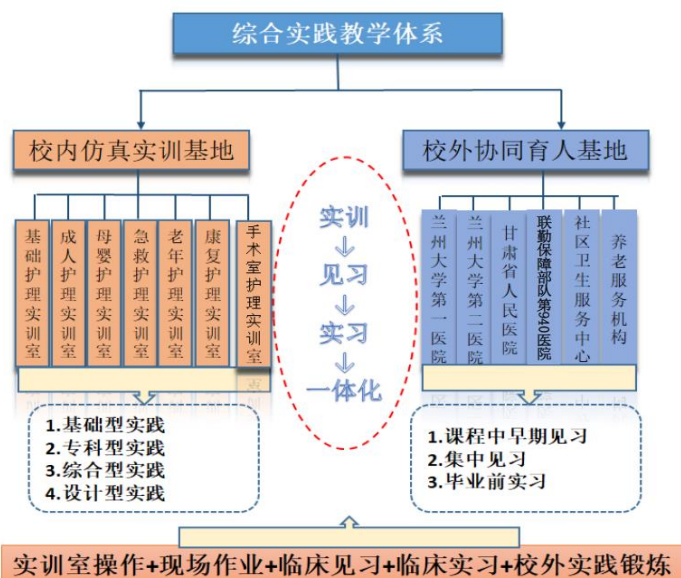 综合实践教学体系
校内仿真实训基地
校外协同育人基地
基础护理实训室
成人护理实训室
母婴护理实训室
急救护理实训室
老年护理实训室
康复护理实训室
手术室护理实训室
实训
见习
实习
一体化
兰州大学第一医院
兰州大学第二医院
甘肃省人民医院
联勤保障部队第940医院
社区卫生服务中心
养老服务机构
1.基础型实践
2.专科型实践
3.综合型实践
4.设计型实践
1.课程中早期见习
2.集中见习
3.毕业前实习
实训室操作+现场作业+临床见习+临床实习+校外实践锻炼